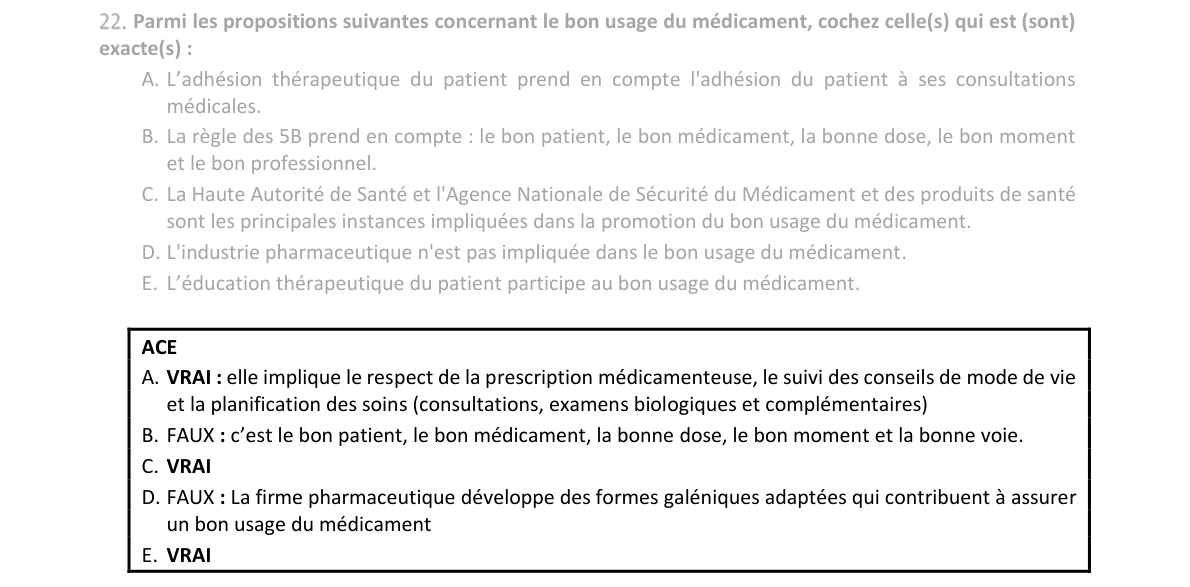 22. Parmi les propositions suivantes concernant le bon usage du médicament, cochez celle(s) qui est (sont)
exacte(s) :
A. L’adhésion thérapeutique du patient prend en compte l'adhésion du patient à ses consultations
médicales.
B. La règle des 5B prend en compte : le bon patient, le bon médicament, la bonne dose, le bon moment
et le bon professionnel.
C. La Haute Autorité de Santé et l'Agence Nationale de Sécurité du Médicament et des produits de santé
sont les principales instances impliquées dans la promotion du bon usage du médicament.
D. L'industrie pharmaceutique n'est pas impliquée dans le bon usage du médicament.
E. L’éducation thérapeutique du patient participe au bon usage du médicament.
ACE
A. VRAI : elle implique le respect de la prescription médicamenteuse, le suivi des conseils de mode de vie
et la planification des soins (consultations, examens biologiques et complémentaires)
B. FAUX : c’est le bon patient, le bon médicament, la bonne dose, le bon moment et la bonne voie.
C. VRAI
D. FAUX : La firme pharmaceutique développe des formes galéniques adaptées qui contribuent à assurer
un bon usage du médicament
E. VRAI